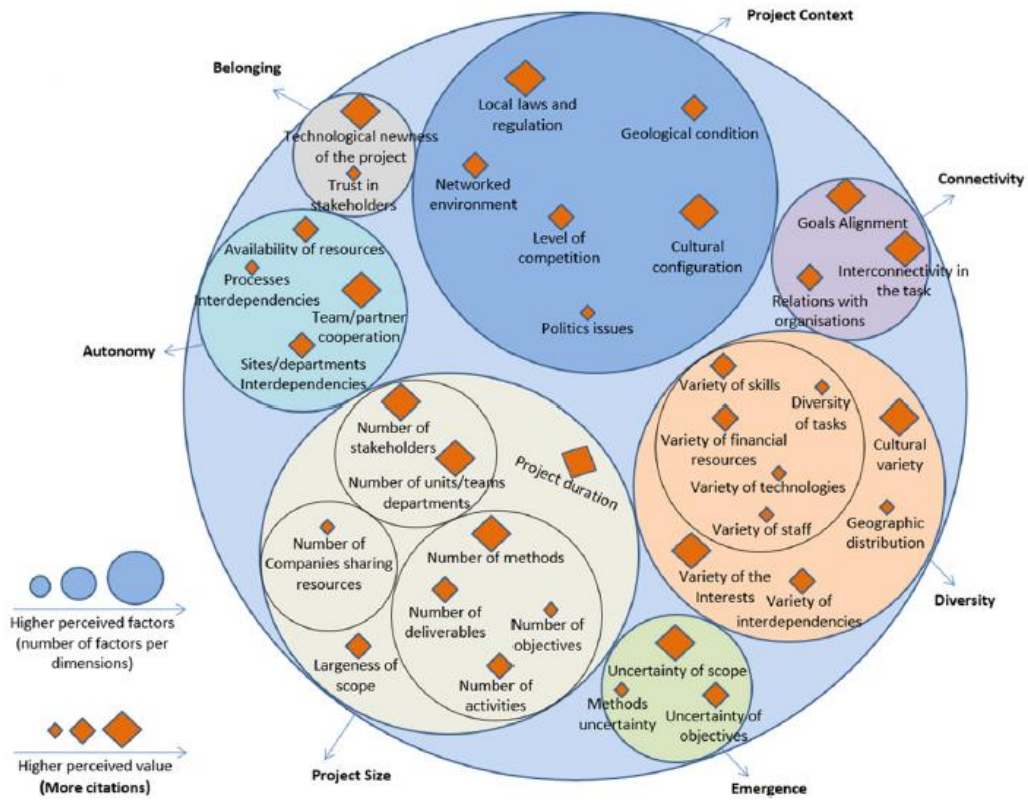 Project Context
Belonging
Technological newness
of the project
Trust in
stakeholders
Local laws and
regulation
Geological condition
Networked
environment
Level of
competition
Cultural
configuration
Politics issues
Connectivity
Goals Alignment
Interconnectivity in
the task
Relations with
organisations
Availability of resources
Processes
Interdependencies
Team/partner
cooperation
Sites/departments
Interdependencies
Autonomy
Number of
stakeholders
Number of units/teams
departments
Project duration
Number of
Companies sharing
resources
Number of methods
Number of
deliverables
Number of
objectives
Number of
activities
Largeness of
scope
Project Size
Variety of skills
Diversity
of tasks
Variety of financial
resources
Cultural
variety
Variety of technologies
Variety of staff
Geographic
distribution
Variety of the
Interests
Variety of
interdependencies
Diversity
Uncertainty of scope
Methods
uncertainty
Uncertainty of
objectives
Emergence
Higher perceived factors
(number of factors per
dimensions)
Higher perceived value
(More citations)